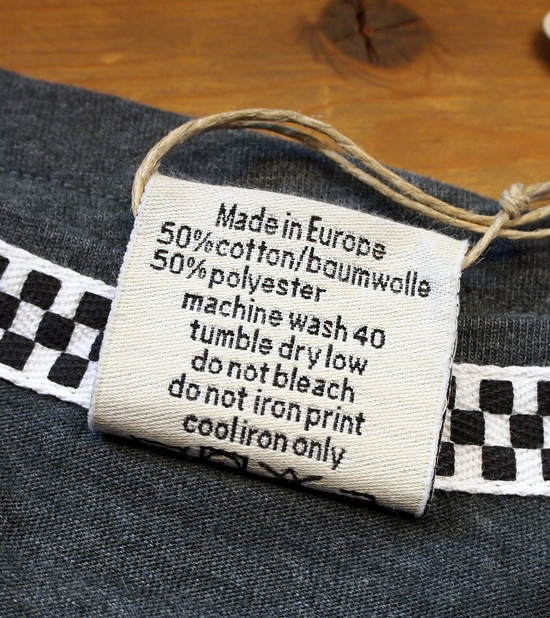 Made in Europe
50% cotton/baumwolle
50% polyester
machine wash 40
tumble dry low
do not bleach
do not iron print
cool iron only